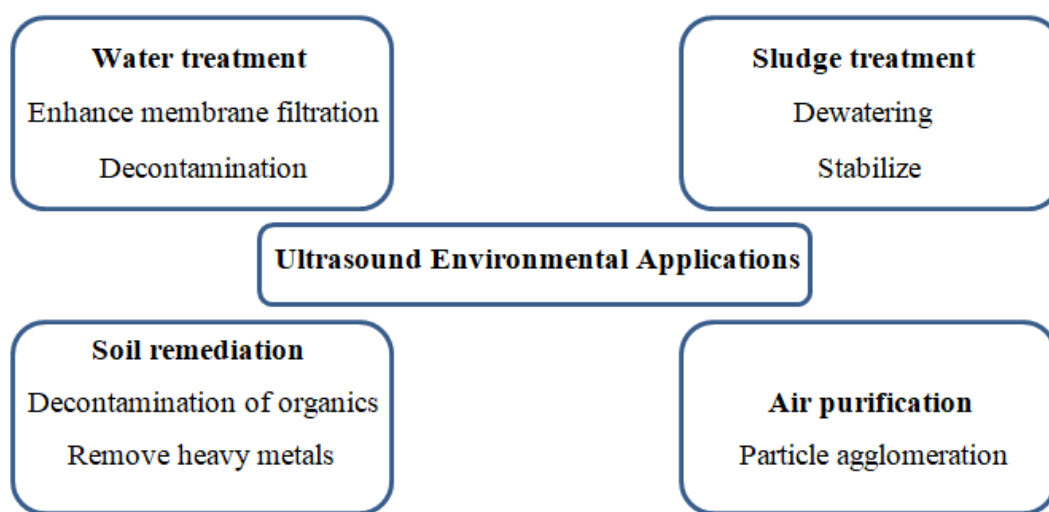 Water treatment
Enhance membrane filtration
Decontamination
Sludge treatment
Dewatering
Stabilize
Ultrasound Environmental Applications
Soil remediation
Decontamination of organics
Remove heavy metals
Air purification
Particle agglomeration